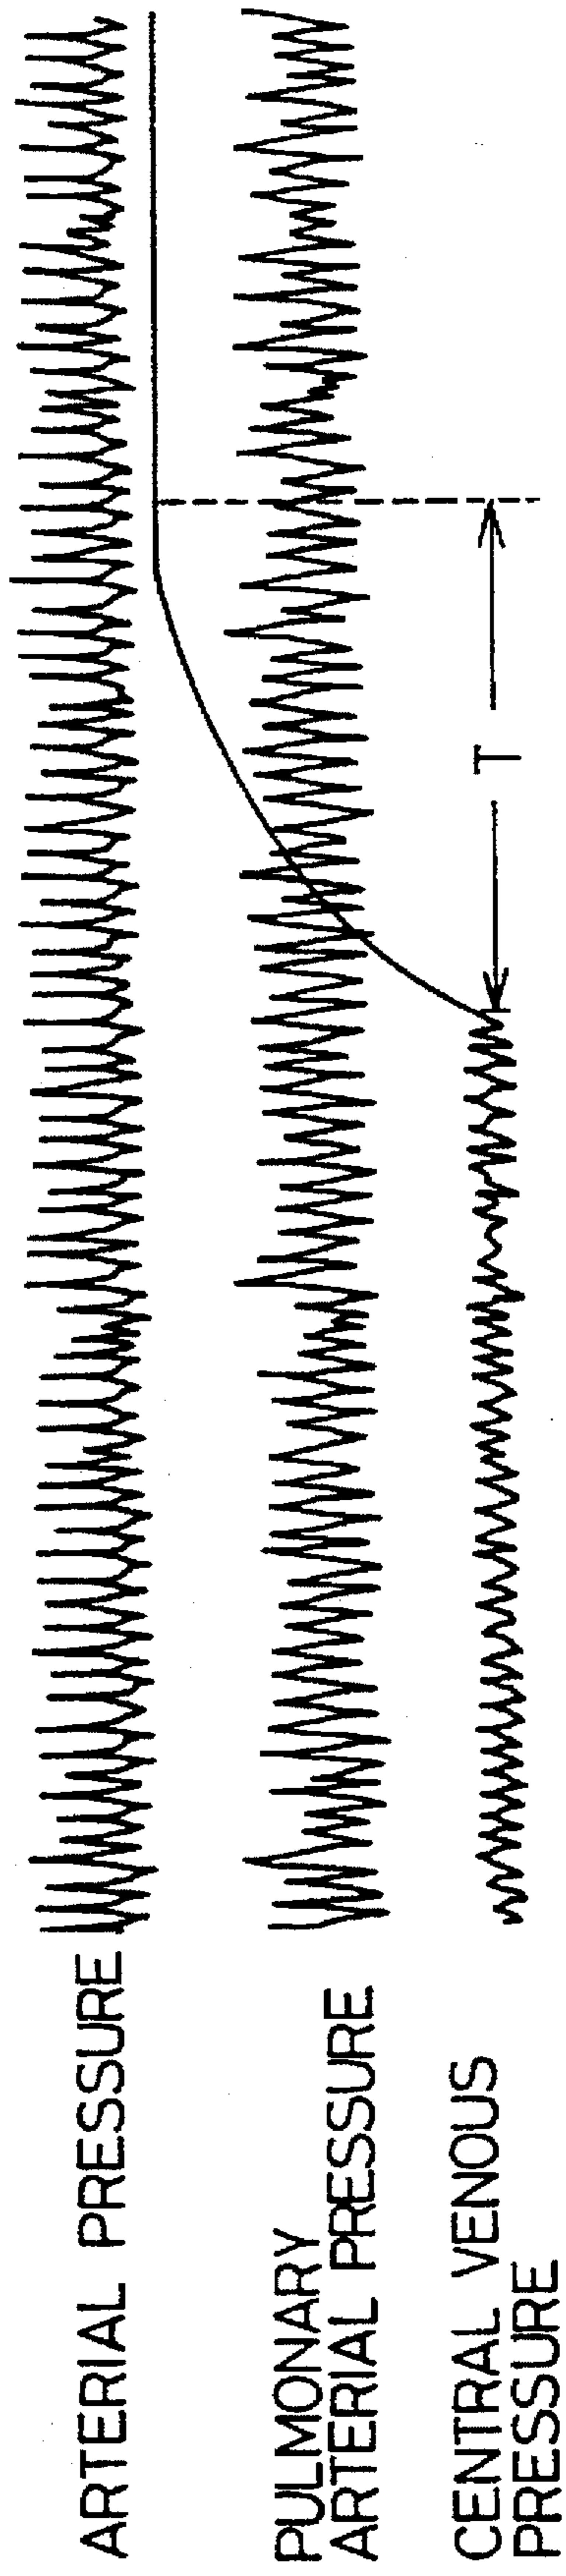 ARTERIAL PRESSURE
PULMONARY
ARTERIAL PRESSURE
CENTRAL VENOUS
PRESSURE
T